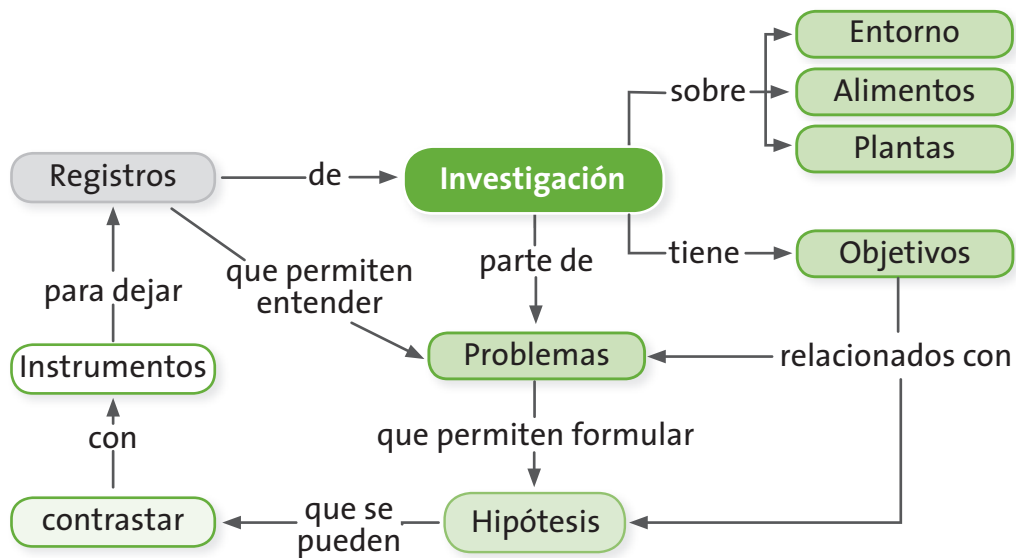 Entorno
sobre
Alimentos
Plantas
Registros
de
Investigación
que permiten
entender
parte de
tiene
Objetivos
para dejar
Instrumentos
Problemas
relacionados con
con
que permiten formular
contrastar
que se
pueden
Hipótesis